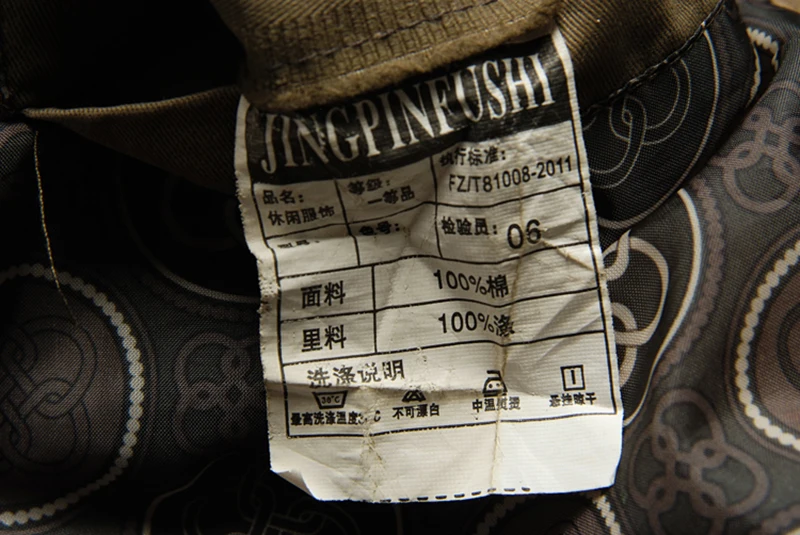 JINGPINFUSHI
品名:
休闲服饰
等级:
一等品
执行标准:
FZ/T81008-2011
检验员: 06
面料 100%棉
里料 100%涤
洗涤说明
30°C
最高洗涤温度
不可漂白
中温熨烫
悬挂晾干